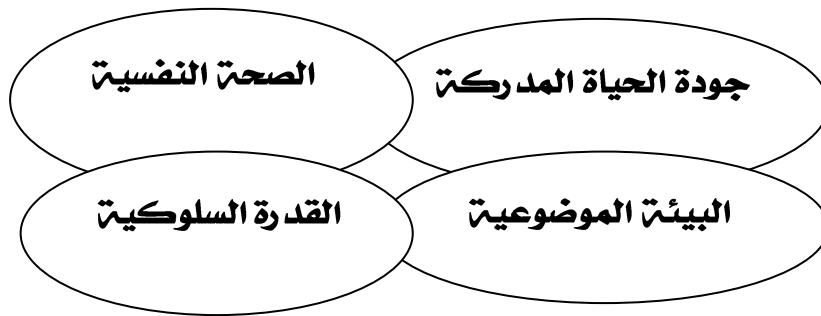 جودة الحياة المدركة
الصحة النفسية
البيئة الموضوعية
القدرة السلوكية